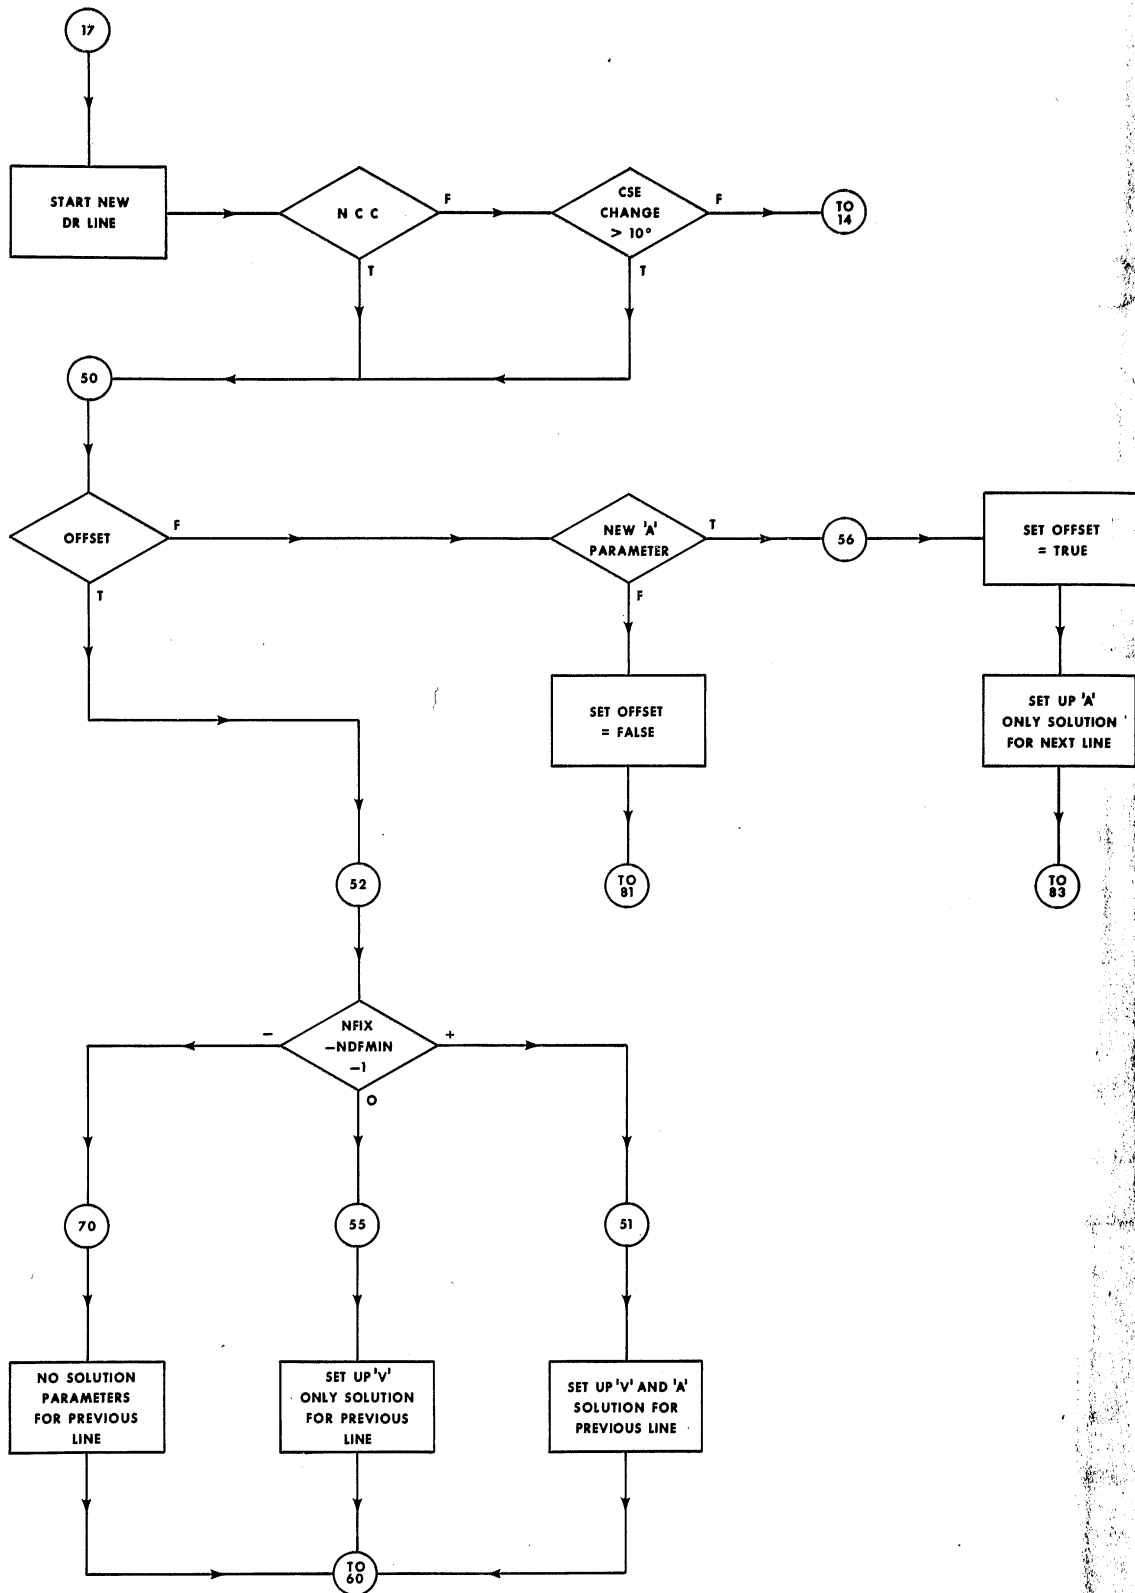 17
START NEW
DR LINE
N C C
F
T
CSE
CHANGE
> 10°
F
T
TO
14
50
OFFSET
F
T
NEW 'A'
PARAMETER
T
F
56
SET OFFSET
= TRUE
SET OFFSET
= FALSE
SET UP 'A'
ONLY SOLUTION
FOR NEXT LINE
TO
81
TO
83
52
NFIX
–NDFMIN
–1
–
+
O
70
55
51
NO SOLUTION
PARAMETERS
FOR PREVIOUS
LINE
SET UP 'V'
ONLY SOLUTION
FOR PREVIOUS
LINE
SET UP 'V' AND 'A'
SOLUTION FOR
PREVIOUS LINE
TO
60